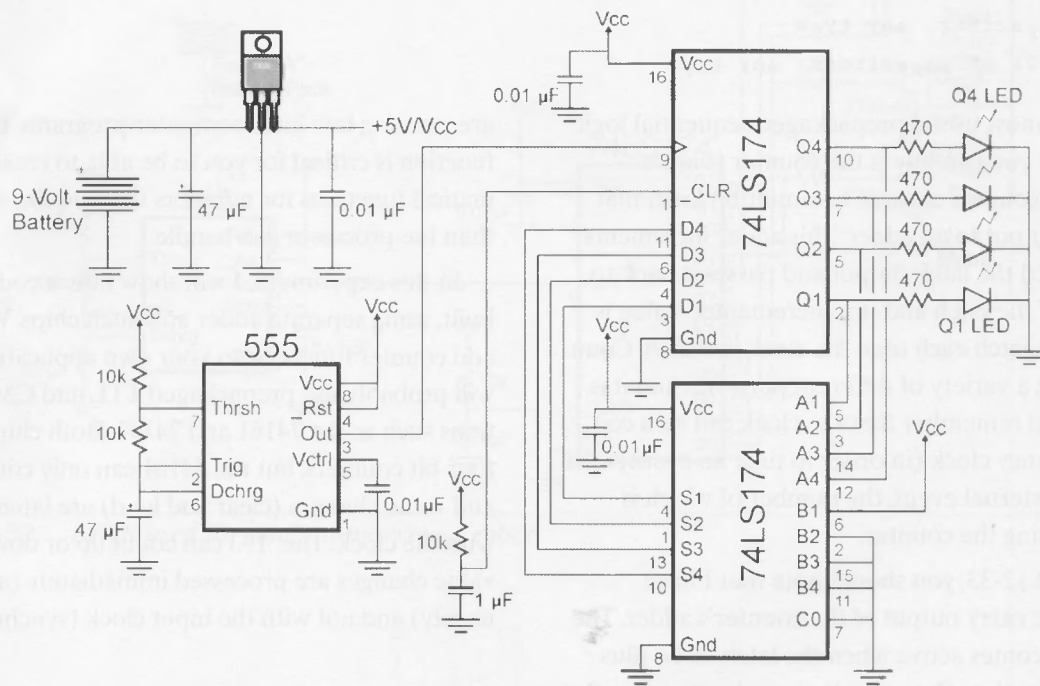 Vcc
16
Vcc
0.01 µF
Q4 LED
+5V/Vcc
470
Q4
10
9
470
9-Volt
Battery
47 µF
0.01 µF
CLR
1
74LS174
Q3
7
D4
11
470
D3
Q2
6
5
D2
470
4
Q1
D1
2
3
Q1 LED
Gnd
8
Vcc
Vcc
Vcc
555
10k
Vcc
8
Thrsh
Rst
7
4
10k
Out
3
Trig
Vctrl
5
Dchrg
6
Gnd
1
47 µF
0.01 µF
Vcc
10k
1 µF
Vcc
16
0.01 µF
74LS174
A1
5
A2
3
A3
14
A4
12
Vcc
B1
6
B2
2
B3
15
B4
11
C0
7
S1
4
S2
1
S3
13
S4
10
Gnd
8